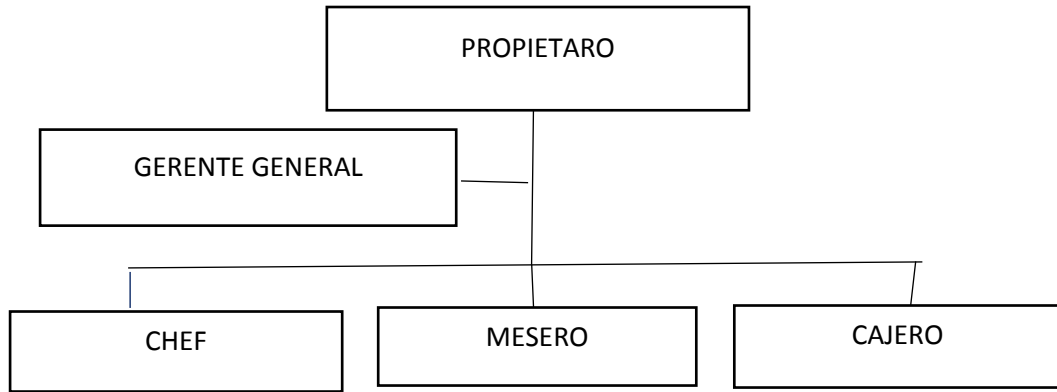 PROPIETARO
GERENTE GENERAL
CHEF
MESERO
CAJERO